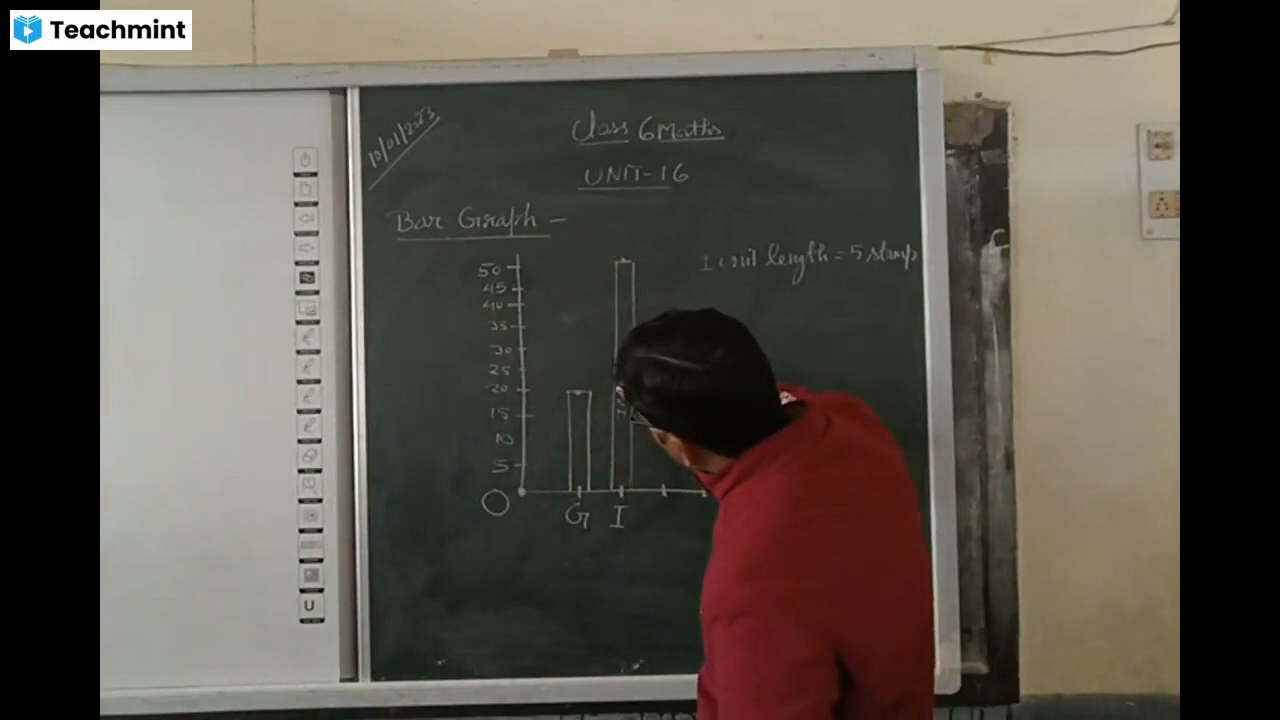 Teachmint
10/01/2023
Class 6 Maths
UNIT-16
Bar Graph -
1 unit length = 5 stamp
50
45
40
35
30
25
20
15
10
5
O
G I
U